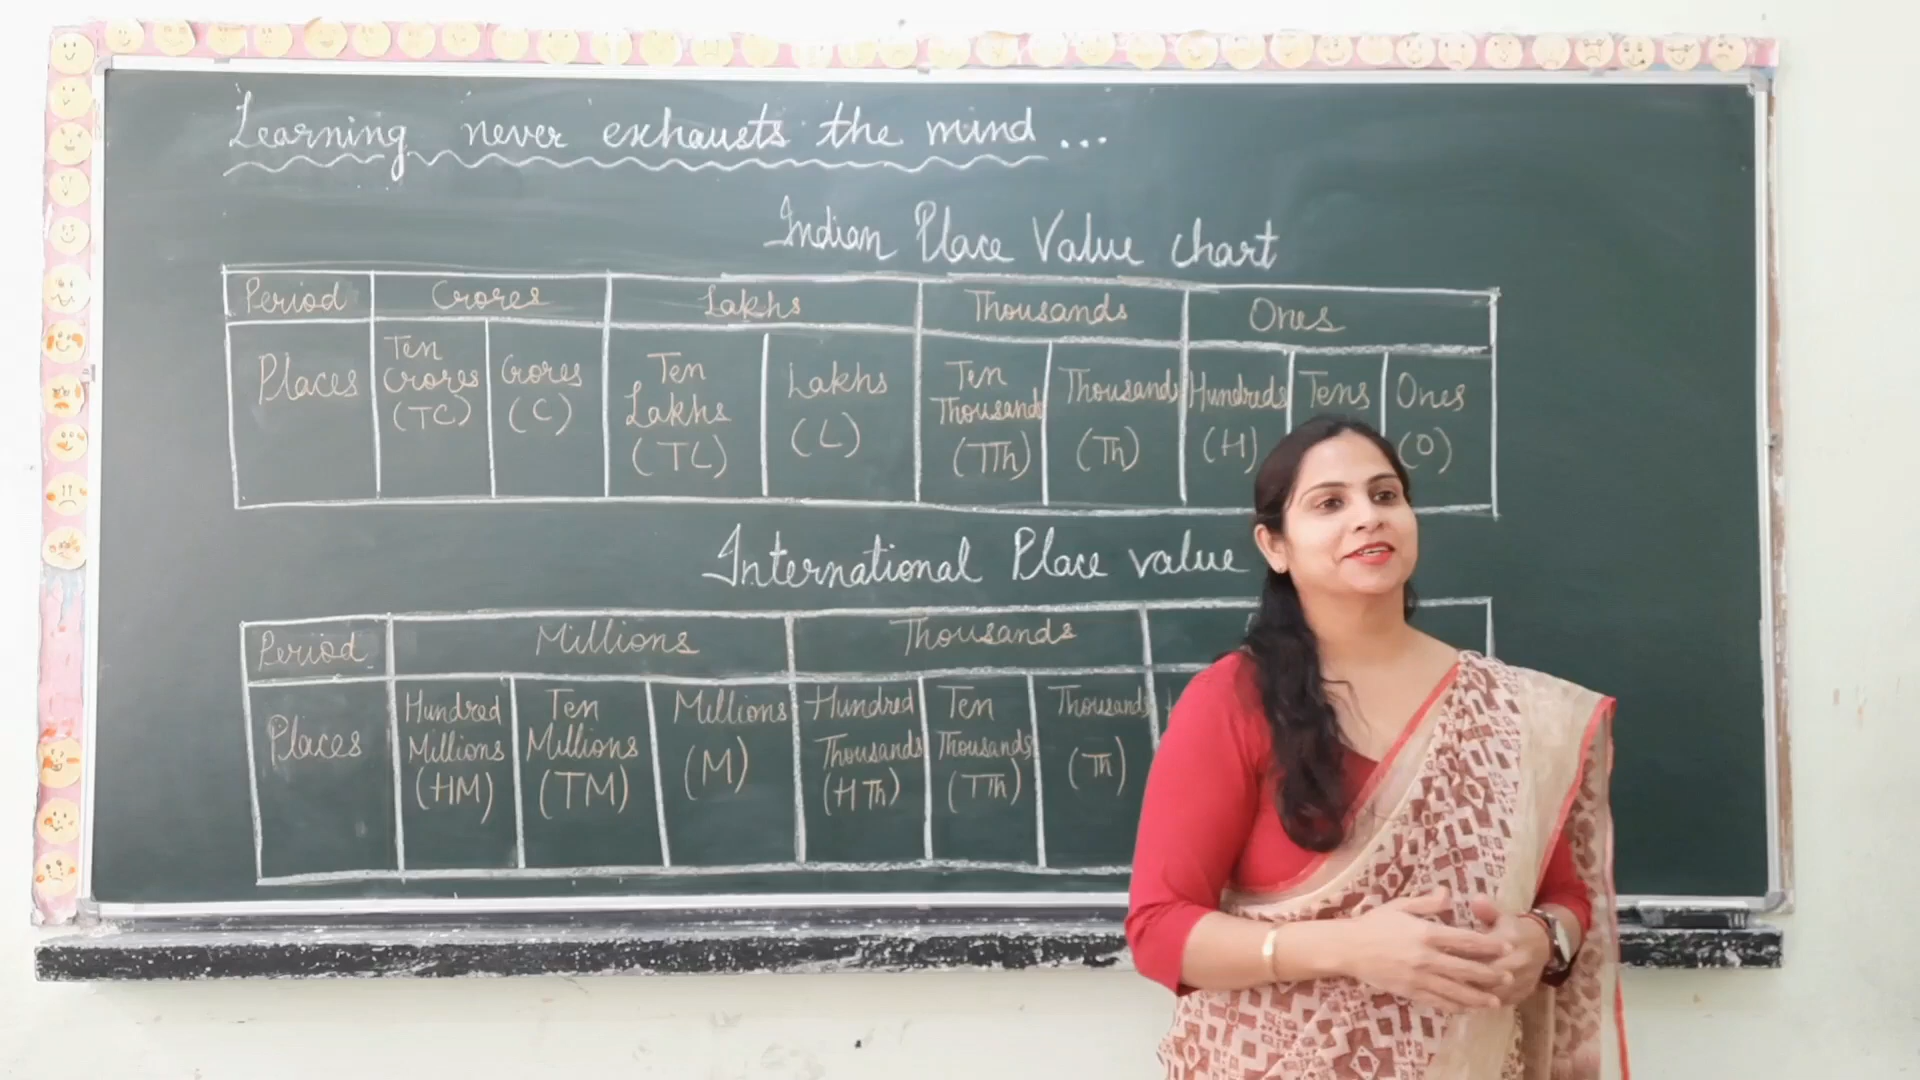 Learning never exhausts the mind...
Indian Place Value chart
Period Crores Lakhs Thousands Ones
Places
Ten Crores (TC)
Crores (C)
Ten Lakhs (TL)
Lakhs (L)
Ten Thousand (TTh)
Thousands (Th)
Hundreds (H)
Tens
Ones (O)
International Place value
Period Millions Thousands
Places
Hundred Millions (HM)
Ten Millions (TM)
Millions (M)
Hundred Thousands (H Th)
Ten Thousands (TTh)
Thousands (Th)